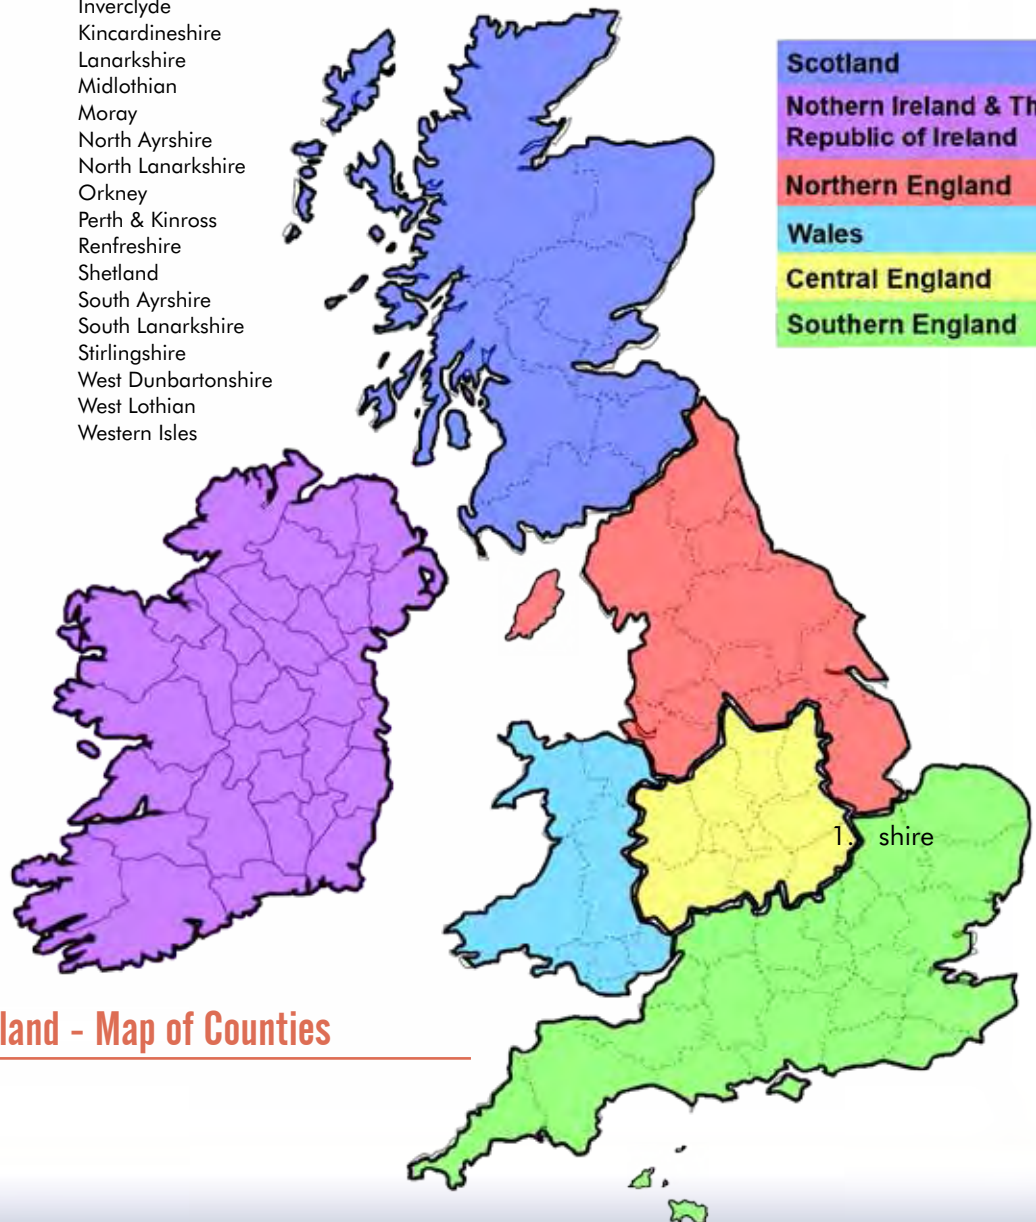 Inverclyde
Kincardineshire
Lanarkshire
Midlothian
Moray
North Ayrshire
North Lanarkshire
Orkney
Perth & Kinross
Renfreshire
Shetland
South Ayrshire
South Lanarkshire
Stirlingshire
West Dunbartonshire
West Lothian
Western Isles
Scotland
Nothern Ireland & Th
Republic of Ireland
Northern England
Wales
Central England
Southern England
1. shire
land - Map of Counties